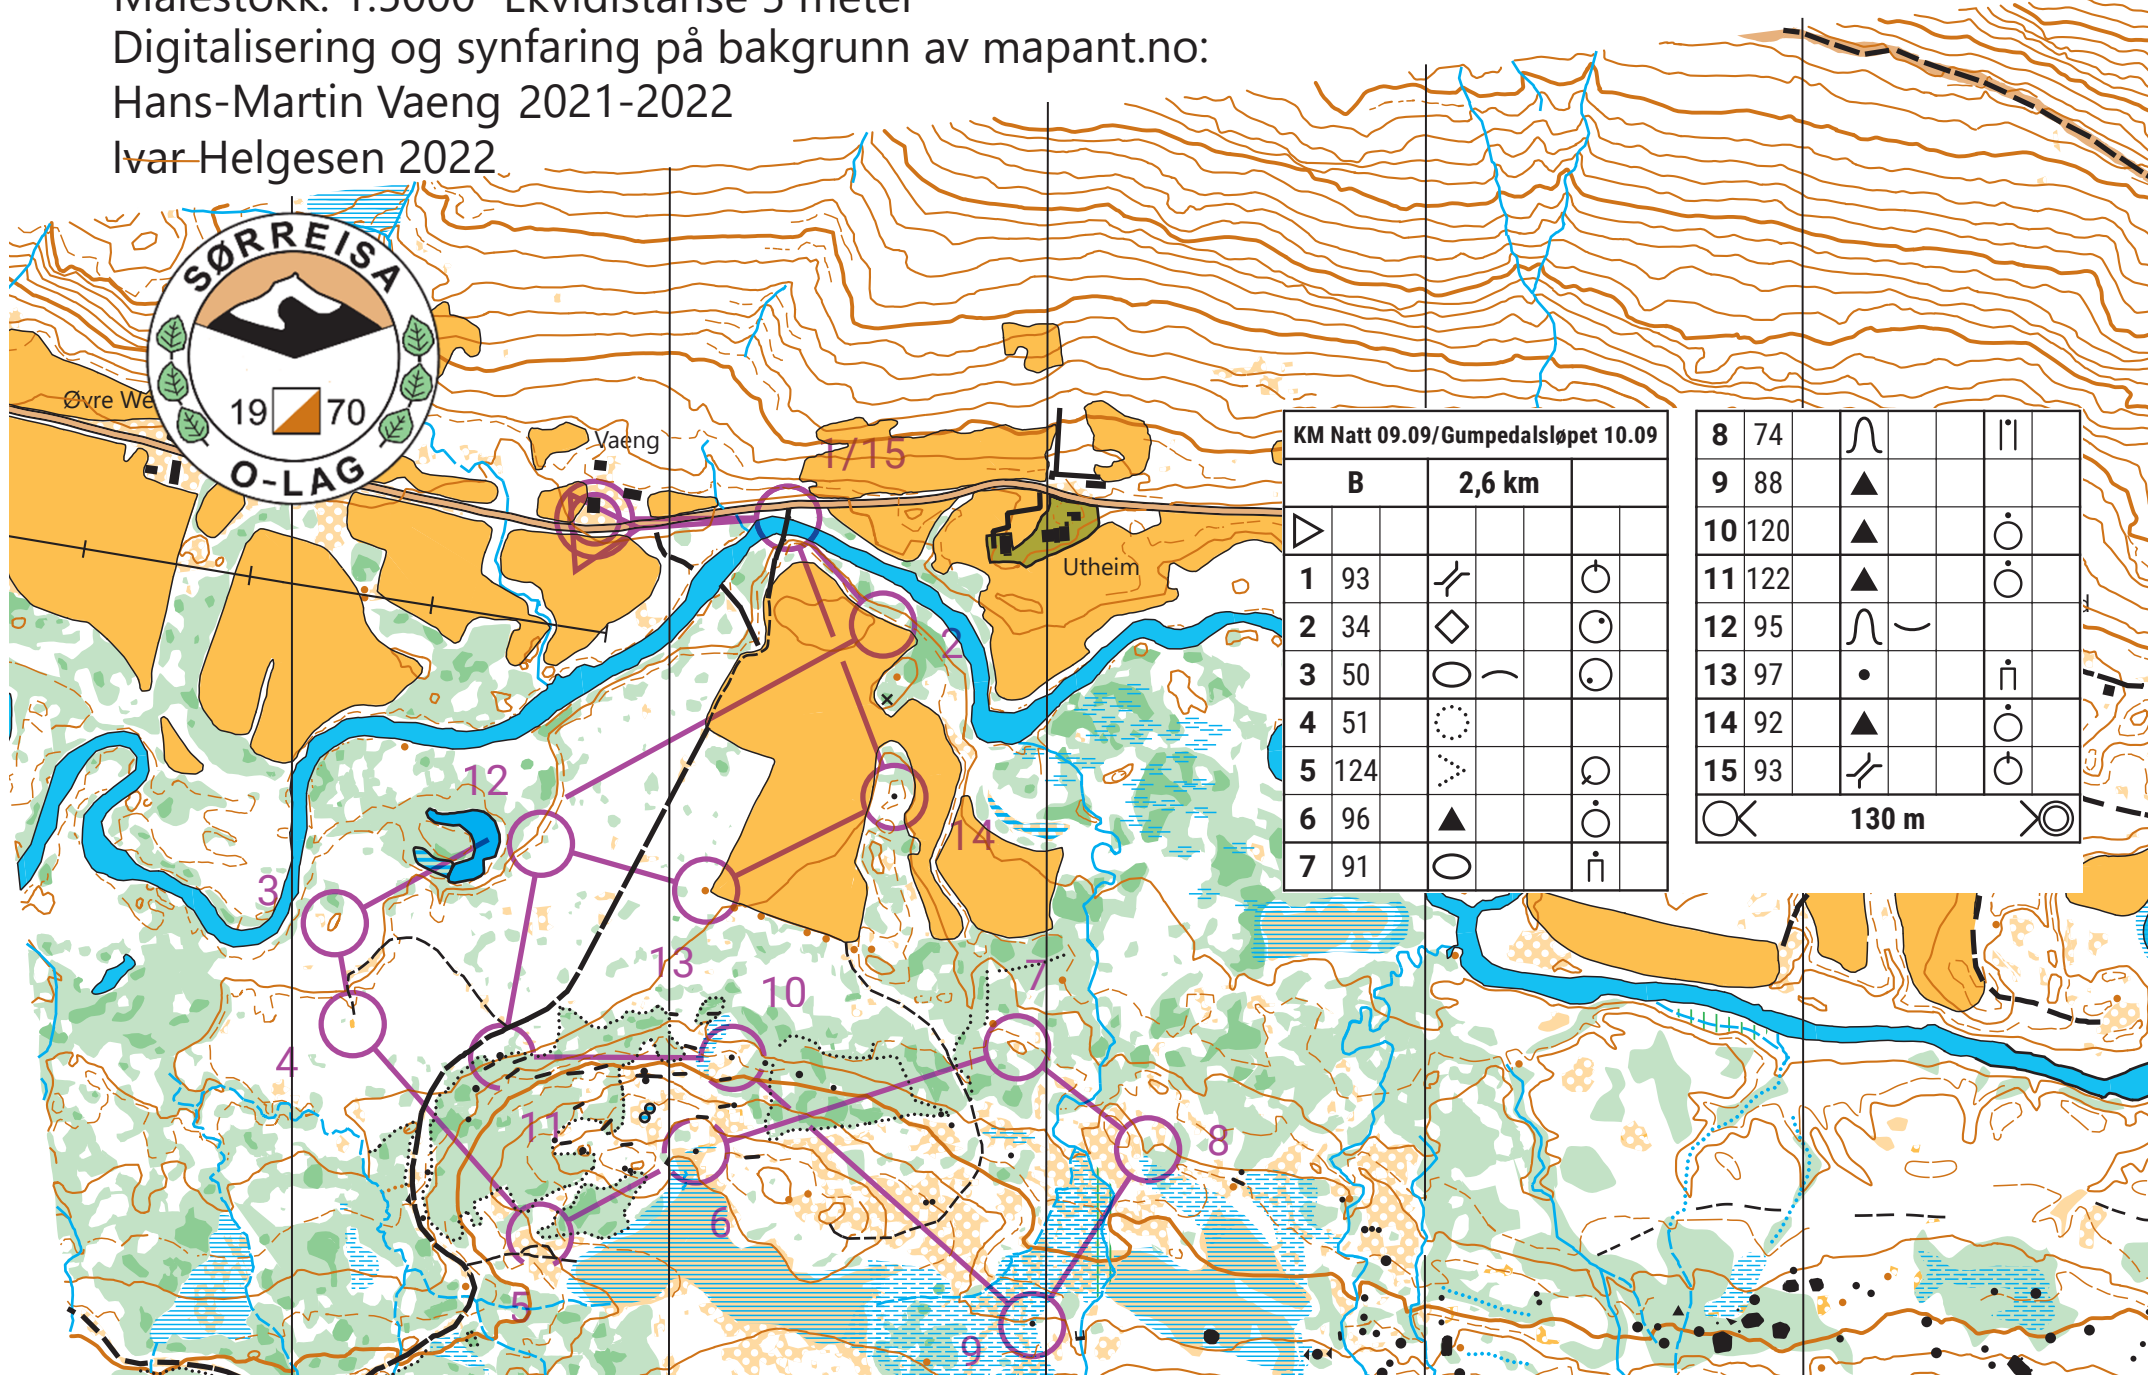 Digitalisering og synfaring på bakgrunn av mapant.no:
Hans-Martin Vaeng 2021-2022
Ivar Helgesen 2022
SØRREISA
19 70
O-LAG
Øvre We
Vaeng
Utheim
1/15
2
12
3
14
13
10
7
4
11
8
6
5
9
KM Natt 09.09/Gumpedalsløpet 10.09
B 2,6 km
1 93
2 34
3 50
4 51
5 124
6 96
7 91
8 74
9 88
10 120
11 122
12 95
13 97
14 92
15 93
130 m